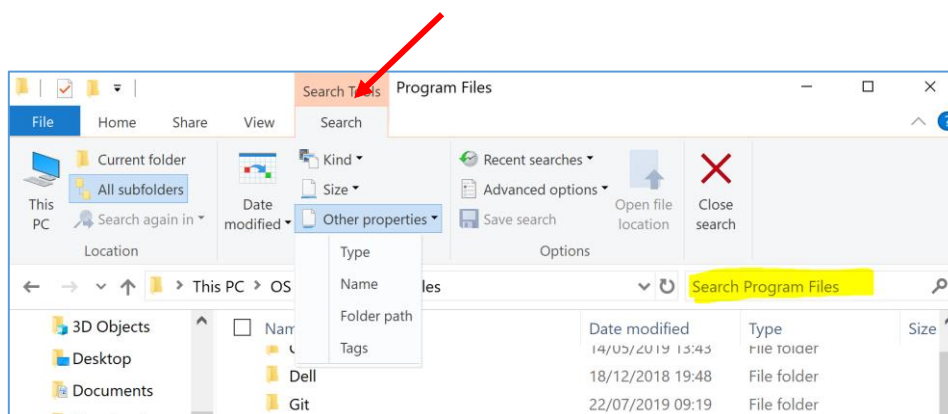 Search Tools Program Files
File Home Share View Search
Current folder Kind Recent searches
This PC All subfolders Date modified Size Advanced options Open file location Close search
Search again in Other properties Save search
Location Options
Type
Name
Folder path
Tags
This PC OS les Search Program Files
3D Objects Nam Date modified Type Size
14/05/2019 13:43 File folder
Desktop Dell 18/12/2018 19:48 File folder
Documents Git 22/07/2019 09:19 File folder